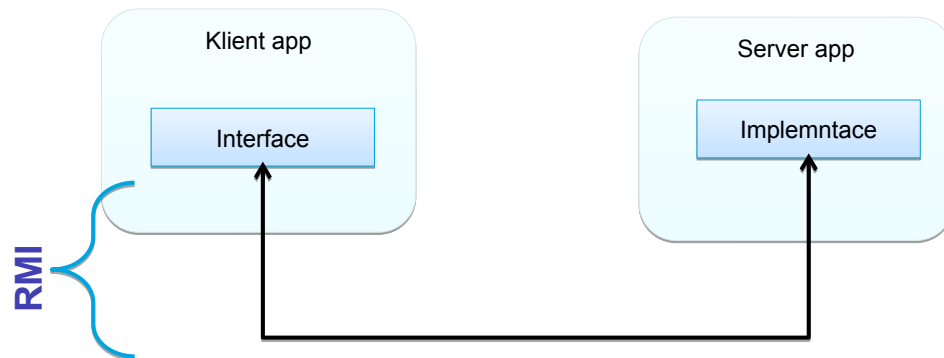 Klient app
Server app
Interface
Implemntace
RMI